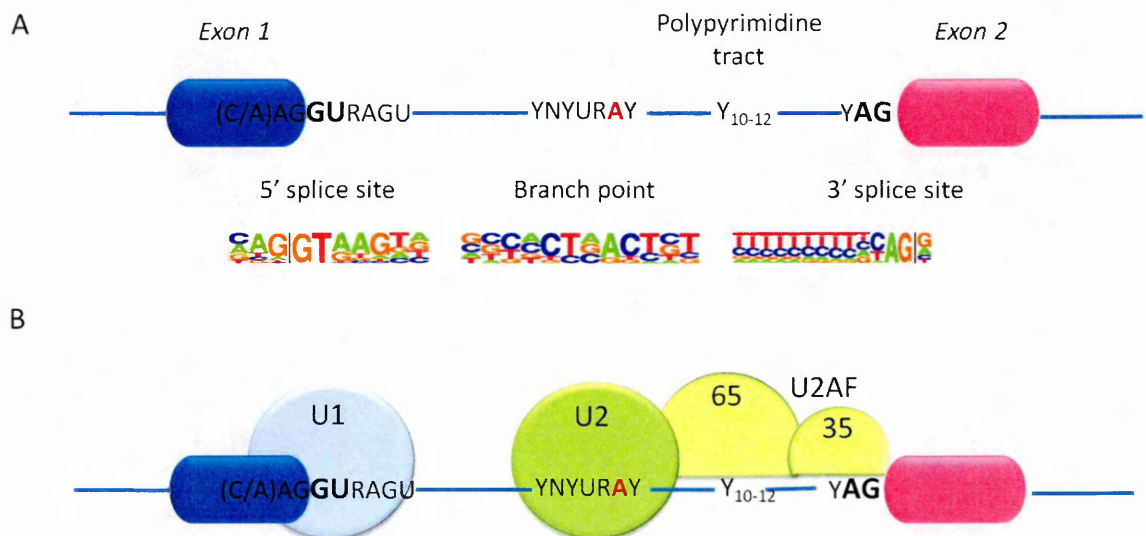 A
Exon 1
Polypyrimidine
tract
Exon 2
(C/A)AGGURAGU
YNYURAY
Y10-12
YAG
5' splice site
Branch point
3' splice site
B
U1
U2
65
U2AF
35
(C/A)AGGURAGU
YNYURAY
Y10-12
YAG